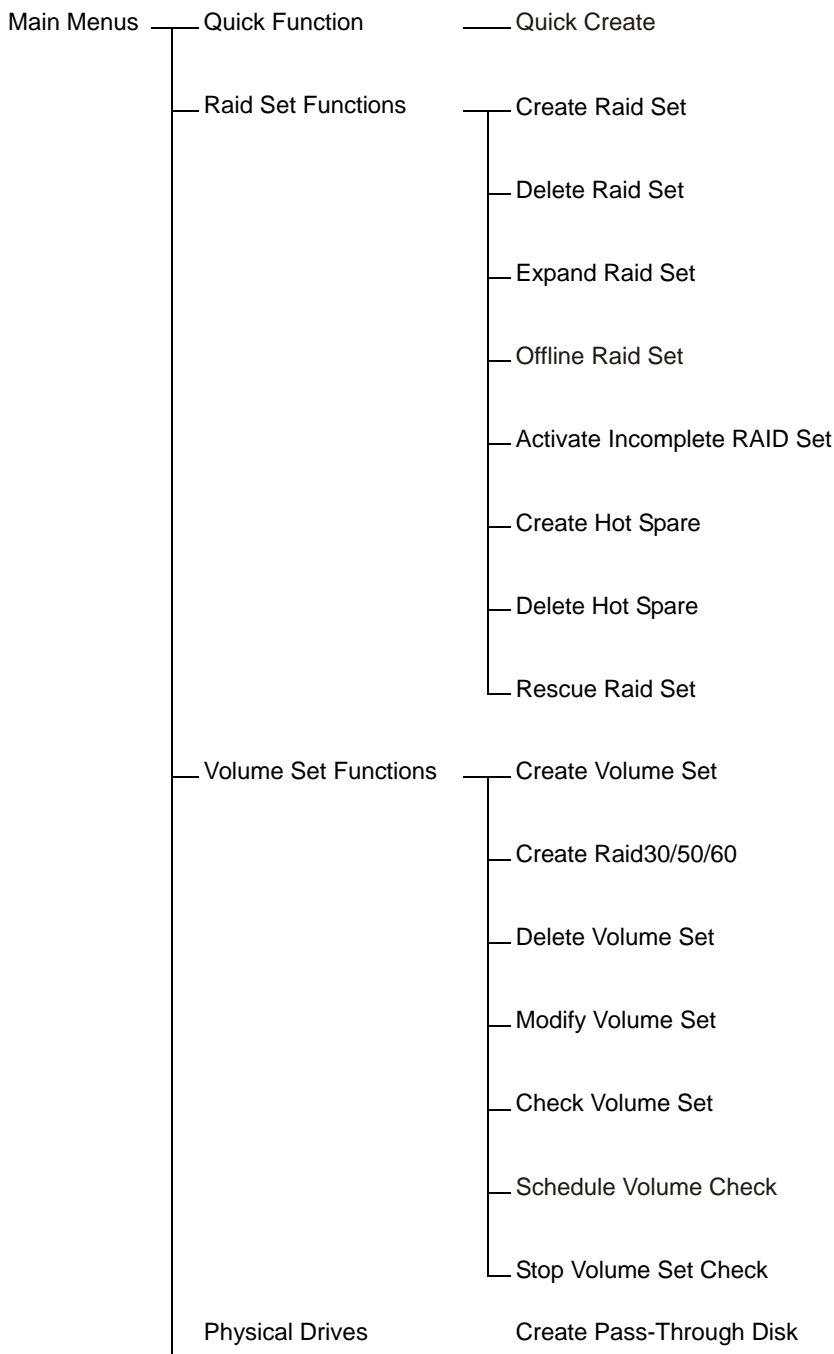 Main Menus Quick Function Quick Create
Raid Set Functions Create Raid Set
Delete Raid Set
Expand Raid Set
Offline Raid Set
Activate Incomplete RAID Set
Create Hot Spare
Delete Hot Spare
Rescue Raid Set
Volume Set Functions Create Volume Set
Create Raid30/50/60
Delete Volume Set
Modify Volume Set
Check Volume Set
Schedule Volume Check
Stop Volume Set Check
Physical Drives Create Pass-Through Disk